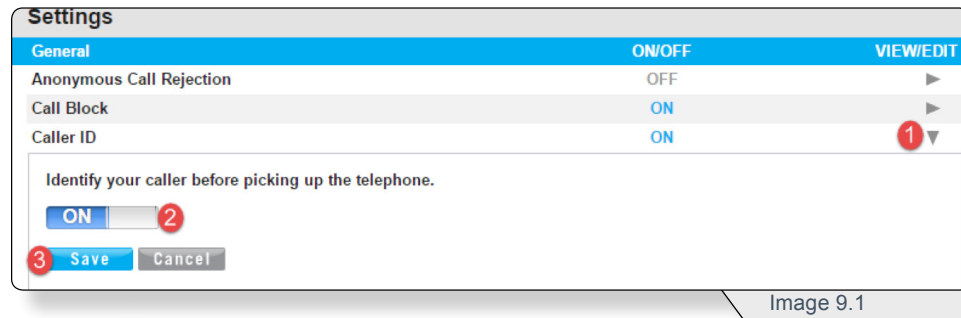 Settings
General ON/OFF VIEW/EDIT
Anonymous Call Rejection OFF
Call Block ON
Caller ID ON 1
Identify your caller before picking up the telephone.
ON 2
3 Save Cancel
Image 9.1